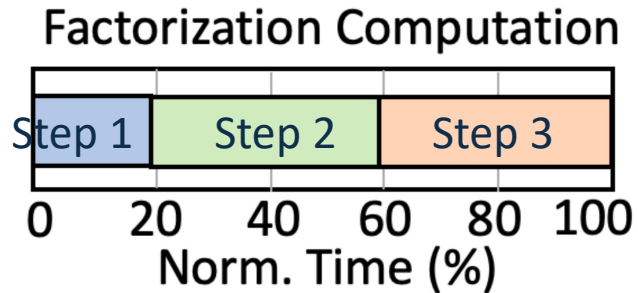 Factorization Computation
Step 1 Step 2 Step 3
0 20 40 60 80 100
Norm. Time (%)